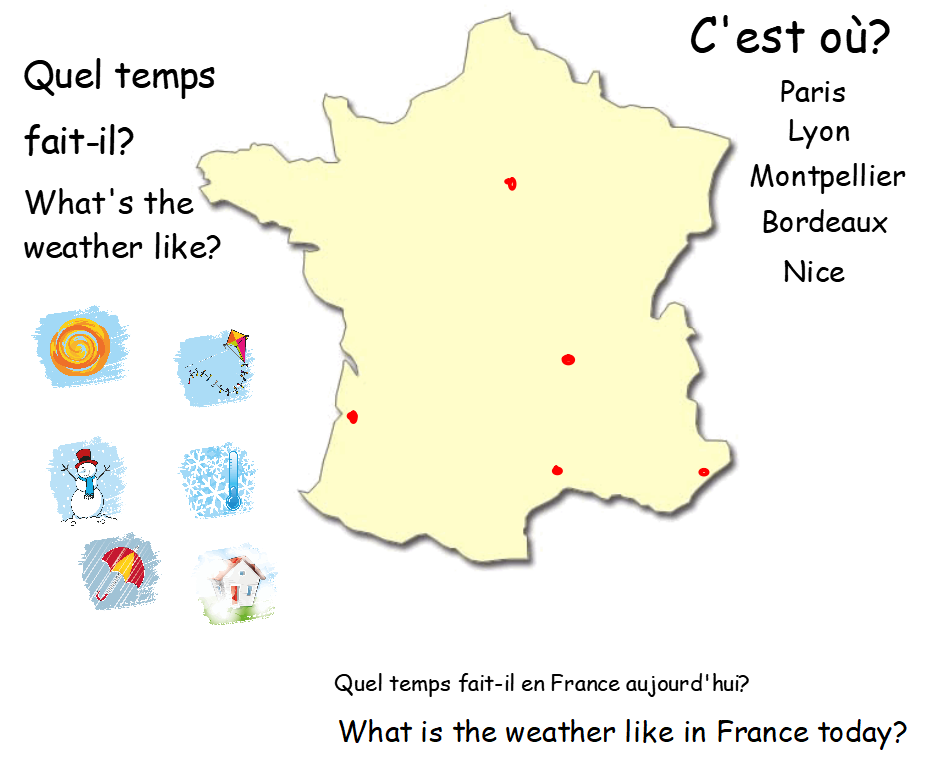 Quel temps
fait-il?
What's the
weather like?
C'est où?
Paris
Lyon
Montpellier
Bordeaux
Nice
Quel temps fait-il en France aujourd'hui?
What is the weather like in France today?